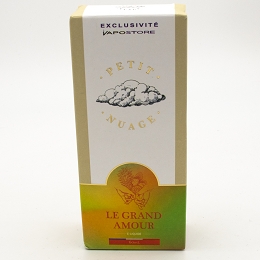 EXCLUSIVITÉ
VAPOSTORE
PETIT
NUAGE
LE GRAND
AMOUR